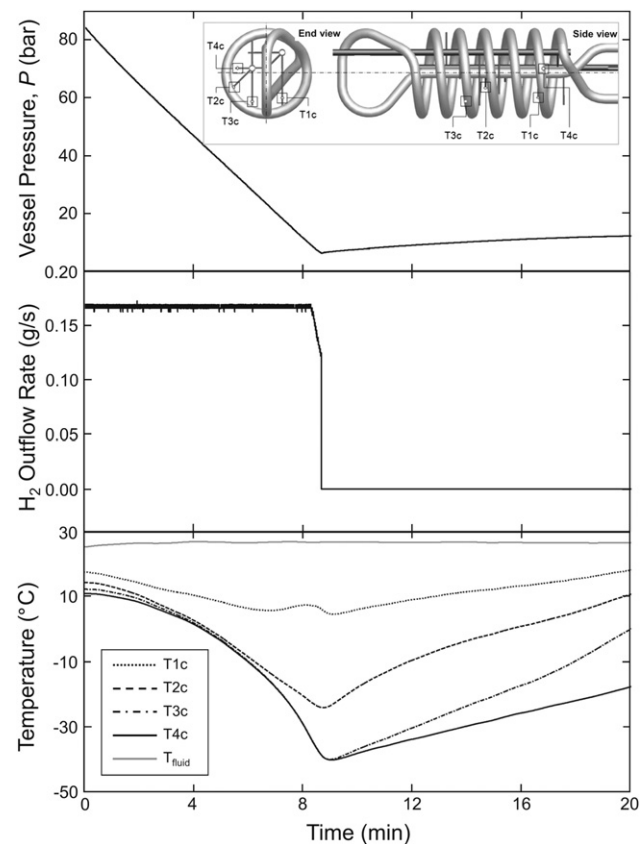 80
60
40
20
0.20
Vessel Pressure, P (bar)
End view
Side view
T4c
T2c
T3c
T1c
T3c
T2c
T1c
T4c
0.15
0.10
0.05
0.00
H2 Outflow Rate (g/s)
30
10
-10
-30
-50
Temperature (°C)
T1c
T2c
T3c
T4c
Tfluid
0 4 8 12 16 20
Time (min)